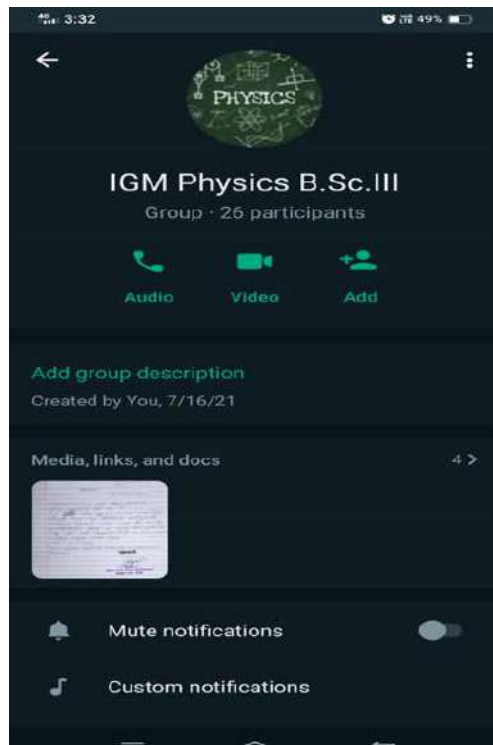 4G 3:32 49%
PHYSICS
IGM Physics B.Sc.III
Group · 26 participants
Audio Video Add
Add group description
Created by You, 7/16/21
Media, links, and docs 4 >
Mute notifications
Custom notifications